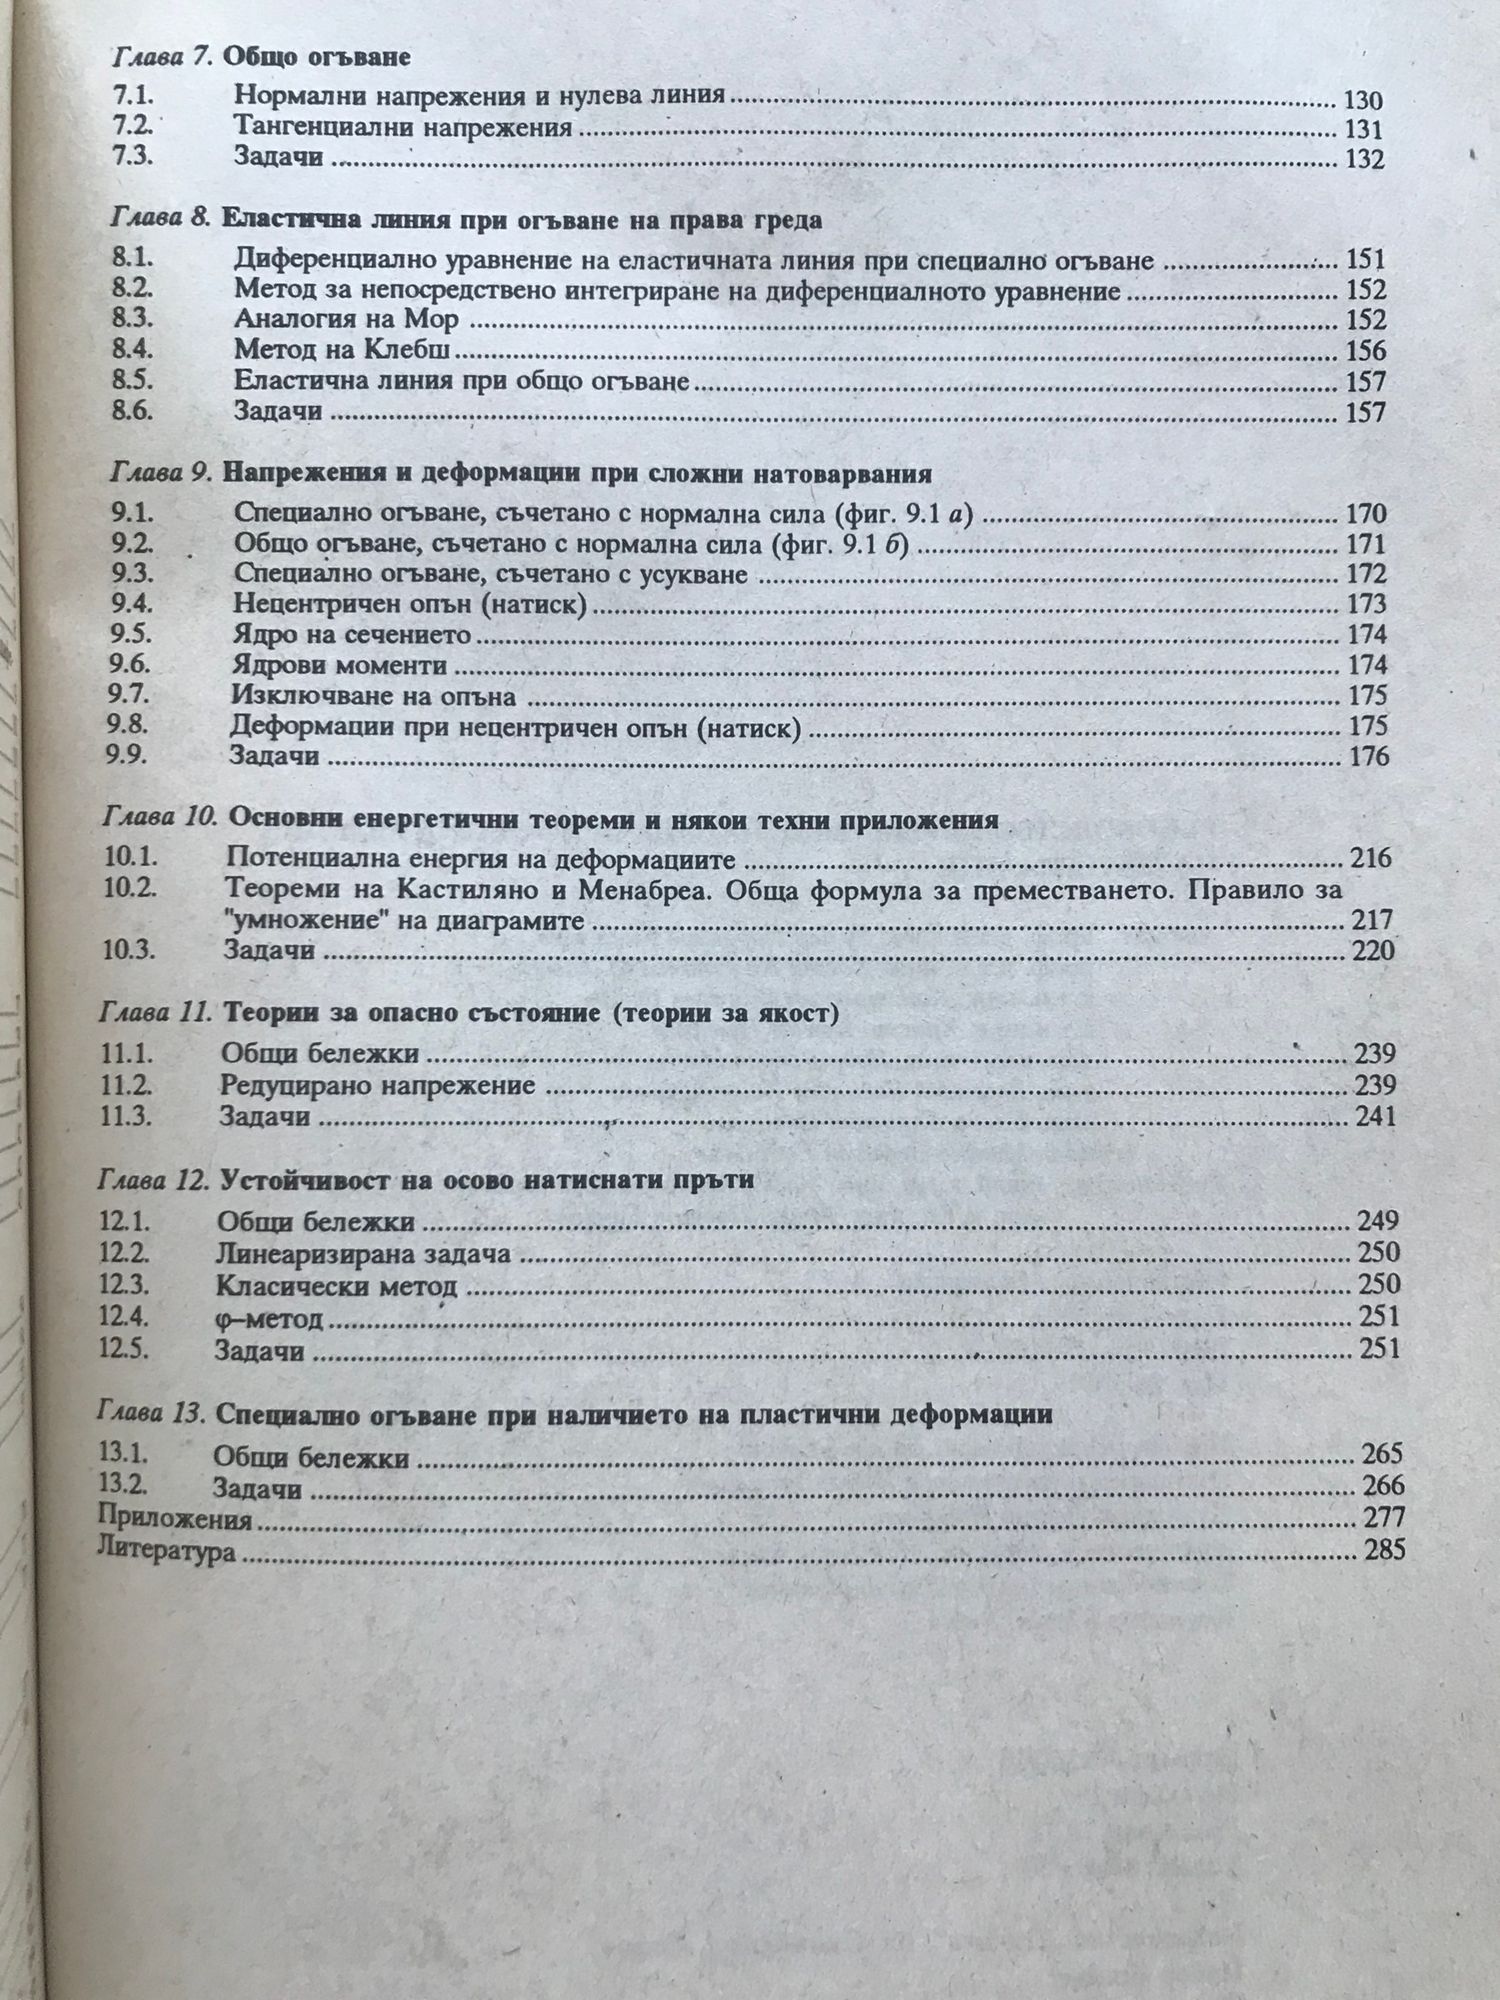 Глава 7. Общо огъване
7.1. Нормални напрежения и нулева линия 130
7.2. Тангенциални напрежения 131
7.3. Задачи 132
Глава 8. Еластична линия при огъване на права греда
8.1. Диференциално уравнение на еластичната линия при специално огъване 151
8.2. Метод за непосредствено интегриране на диференциалното уравнение 152
8.3. Аналогия на Мор 152
8.4. Метод на Клебш 156
8.5. Еластична линия при общо огъване 157
8.6. Задачи 157
Глава 9. Напрежения и деформации при сложни натоварвания
9.1. Специално огъване, съчетано с нормална сила (фиг. 9.1 а) 170
9.2. Общо огъване, съчетано с нормална сила (фиг. 9.1 б) 171
9.3. Специално огъване, съчетано с усукване 172
9.4. Нецентричен опън (натиск) 173
9.5. Ядро на сечението 174
9.6. Ядрови моменти 174
9.7. Изключване на опъна 175
9.8. Деформации при нецентричен опън (натиск) 175
9.9. Задачи 176
Глава 10. Основни енергетични теореми и някои техни приложения
10.1. Потенциална енергия на деформациите 216
10.2. Теореми на Кастиляно и Менабреа. Обща формула за преместването. Правило за
"умножение" на диаграмите 217
10.3. Задачи 220
Глава 11. Теории за опасно състояние (теории за якост)
11.1. Общи бележки 239
11.2. Редуцирано напрежение 239
11.3. Задачи 241
Глава 12. Устойчивост на осово натиснати пръти
12.1. Общи бележки 249
12.2. Линеаризирана задача 250
12.3. Класически метод 250
12.4. φ–метод 251
12.5. Задачи 251
Глава 13. Специално огъване при наличието на пластични деформации
13.1. Общи бележки 265
13.2. Задачи 266
Приложения 277
Литература 285